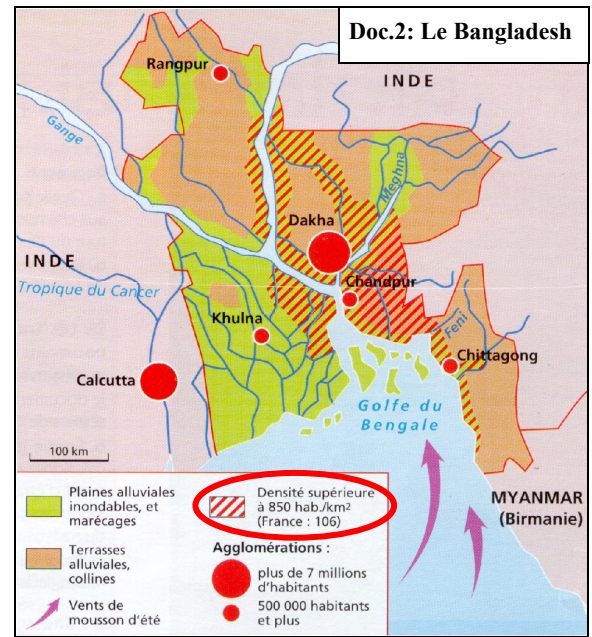 Doc.2: Le Bangladesh
Rangpur
INDE
Gange
Meghna
Dakha
INDE
Chandpur
Tropique du Cancer
Khulna
Feni
Chittagong
Calcutta
Golfe du
Bengale
100 km
MYANMAR
(Birmanie)
Plaines alluviales
inondables, et
marécages
Terrasses
alluviales,
collines
Vents de
mousson d'été
Densité supérieure
à 850 hab./km²
(France : 106)
Agglomérations :
plus de 7 millions
d'habitants
500 000 habitants
et plus